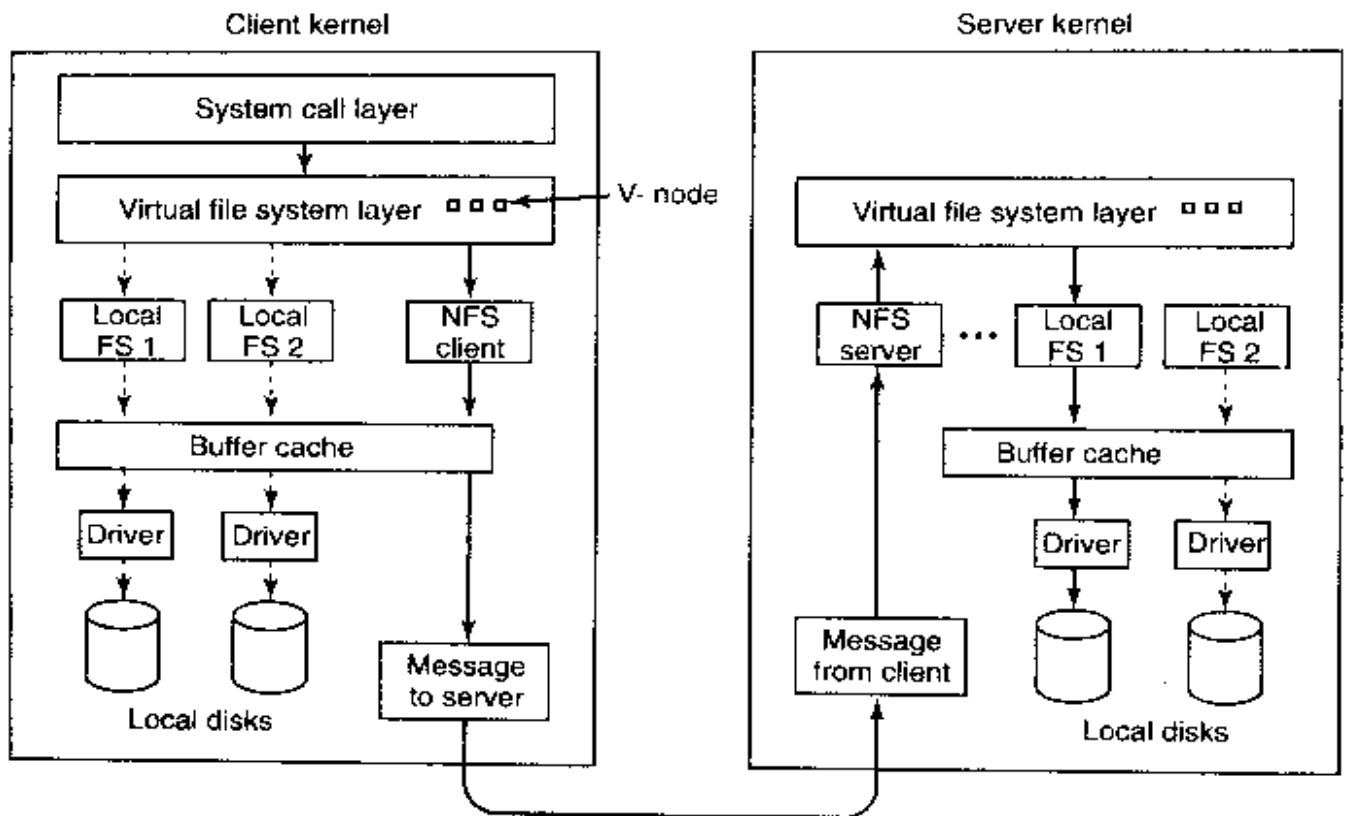 Client kernel
Server kernel
System call layer
Virtual file system layer
V- node
Virtual file system layer
Local
FS 1
Local
FS 2
NFS
client
NFS
server
Local
FS 1
Local
FS 2
Buffer cache
Buffer cache
Driver
Driver
Driver
Driver
Message
to server
Message
from client
Local disks
Local disks